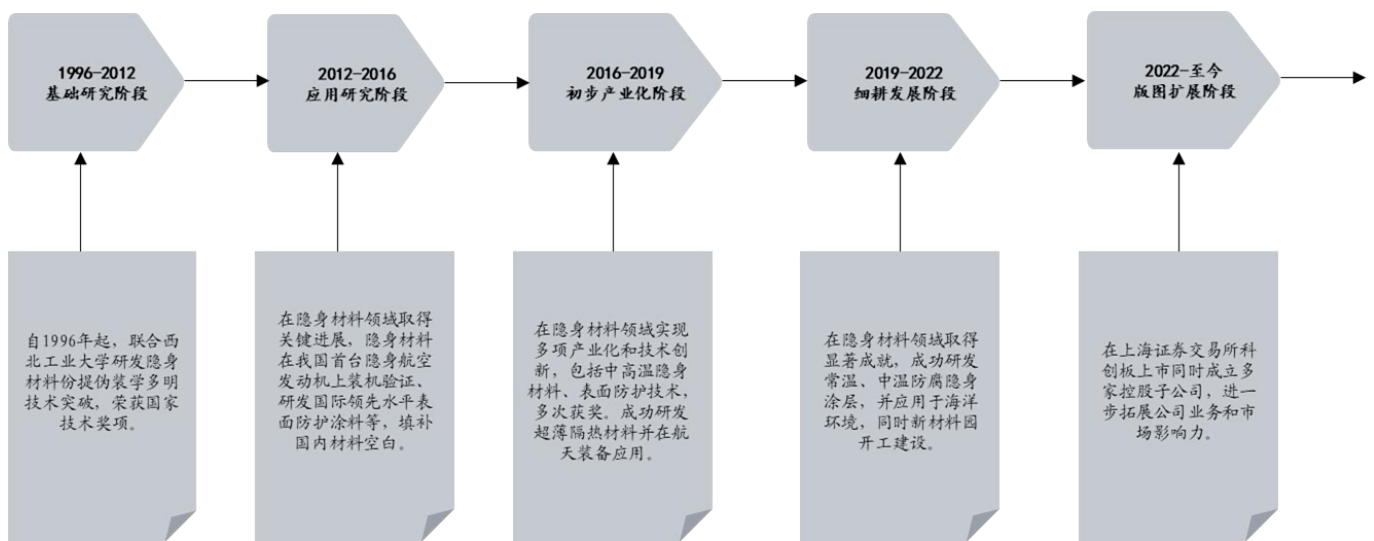 1996-2012
基础研究阶段
2012-2016
应用研究阶段
2016-2019
初步产业化阶段
2019-2022
细耕发展阶段
2022-至今
版图扩展阶段
自1996年起，联合西
北工业大学研发隐身
材料份提伪装学多明
技术突破，荣获国家
技术奖项。
在隐身材料领域取得
关键进展，隐身材料
在我国首台隐身航空
发动机上装机验证、
研发国际领先水平表
面防护涂料等，填补
国内材料空白。
在隐身材料领域实现
多项产业化和技术创
新，包括中高温隐身
材料、表面防护技术，
多次获奖。成功研发
超薄隔热材料并在航
天装备应用。
在隐身材料领域取得
显著成就，成功研发
常温、中温防腐隐身
涂层，并应用于海洋
环境，同时新材料园
开工建设。
在上海证券交易所科
创板上市同时成立多
家控股子公司，进一
步拓展公司业务和市
场影响力。